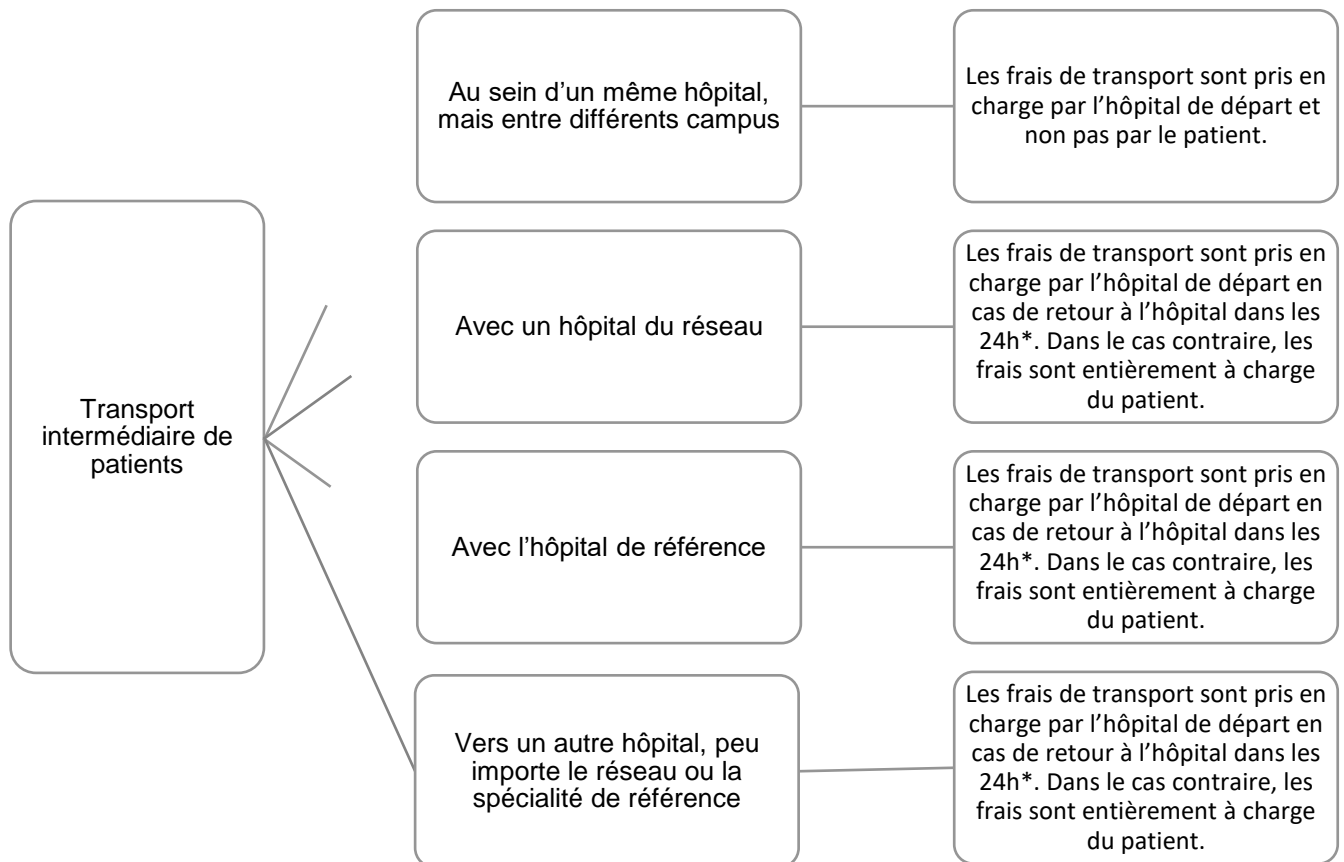 Transport
intermédiaire de
patients
Au sein d’un même hôpital,
mais entre différents campus
Les frais de transport sont pris en
charge par l’hôpital de départ et
non pas par le patient.
Avec un hôpital du réseau
Les frais de transport sont pris en
charge par l’hôpital de départ en
cas de retour à l’hôpital dans les
24h*. Dans le cas contraire, les
frais sont entièrement à charge
du patient.
Avec l’hôpital de référence
Les frais de transport sont pris en
charge par l’hôpital de départ en
cas de retour à l’hôpital dans les
24h*. Dans le cas contraire, les
frais sont entièrement à charge
du patient.
Vers un autre hôpital, peu
importe le réseau ou la
spécialité de référence
Les frais de transport sont pris en
charge par l’hôpital de départ en
cas de retour à l’hôpital dans les
24h*. Dans le cas contraire, les
frais sont entièrement à charge
du patient.